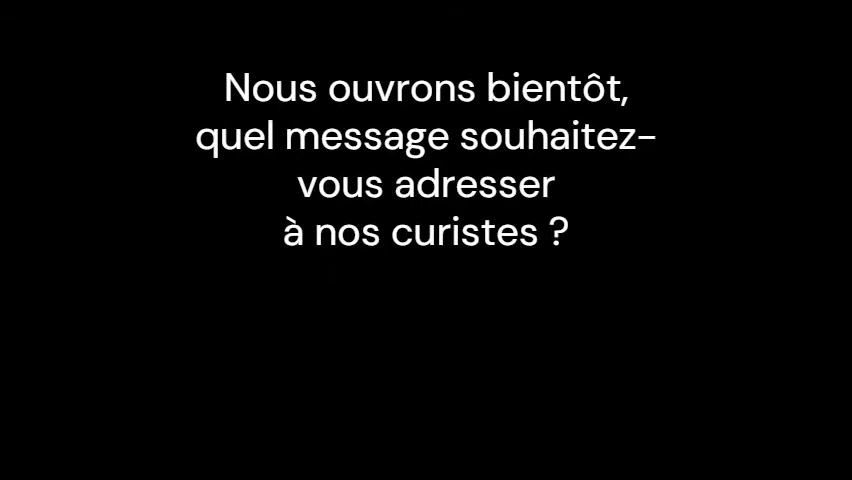 Nous ouvrons bientôt,
quel message souhaitez-
vous adresser
à nos curistes ?